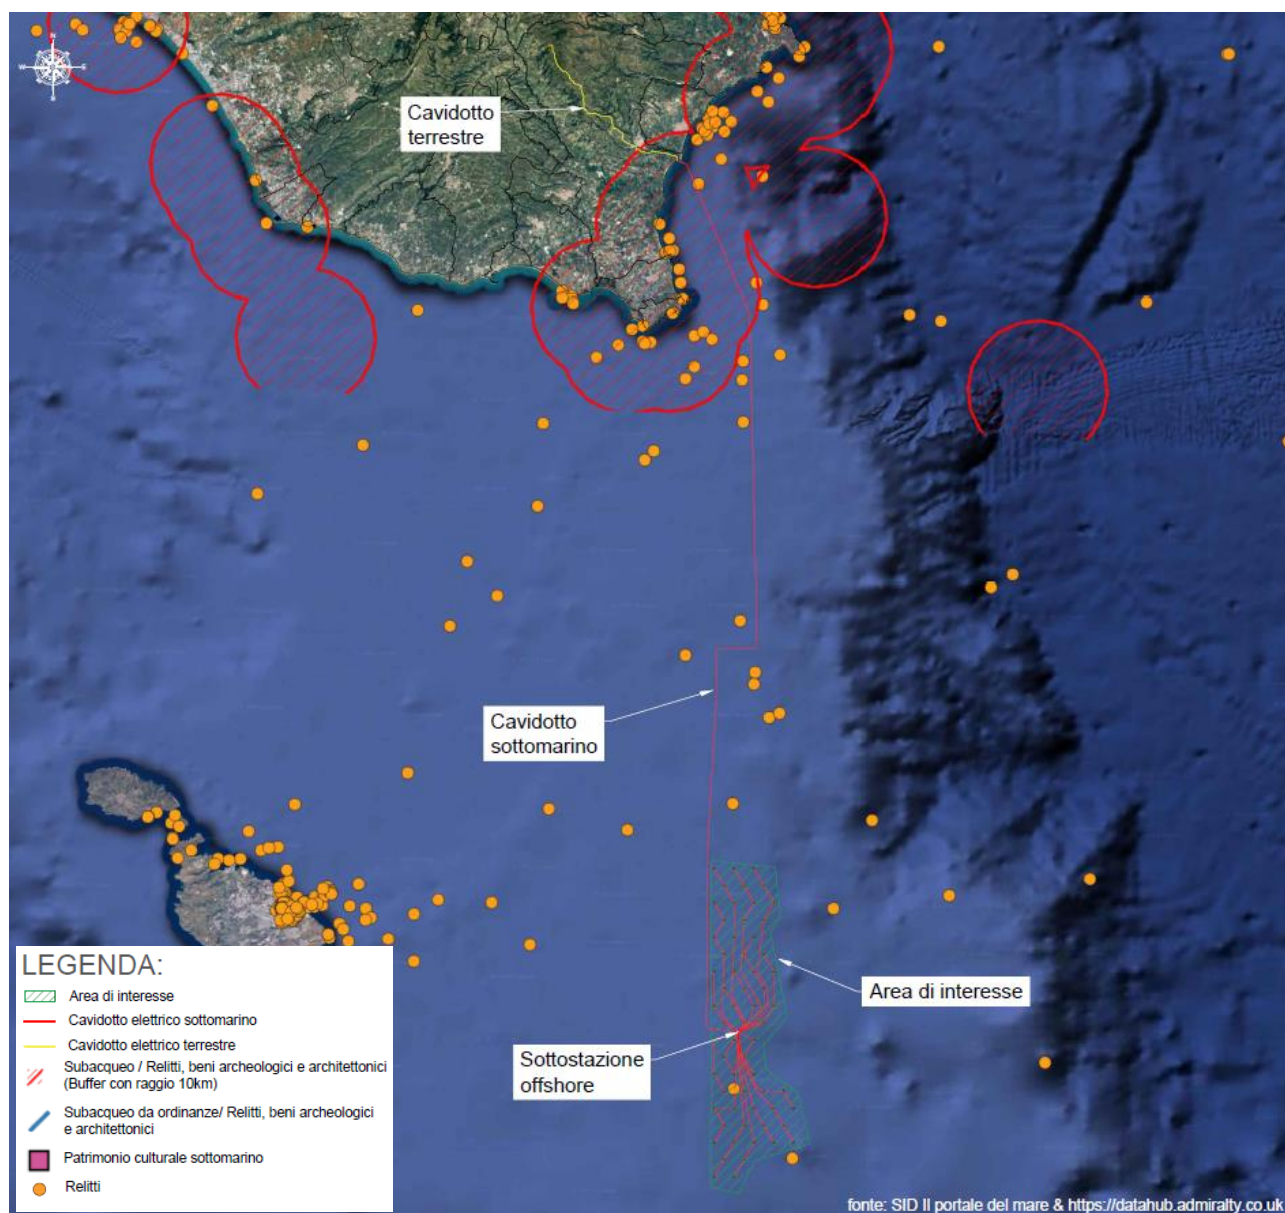 N
W
E
S
Cavidotto
terrestre
Cavidotto
sottomarino
Area di interesse
Sottostazione
offshore
LEGENDA:
Area di interesse
Cavidotto elettrico sottomarino
Cavidotto elettrico terrestre
Subacqueo / Relitti, beni archeologici e architettonici
(Buffer con raggio 10km)
Subacqueo da ordinanze/ Relitti, beni archeologici
e architettonici
Patrimonio culturale sottomarino
Relitti
fonte: SID Il portale del mare & https://datahub.admiralty.co.uk